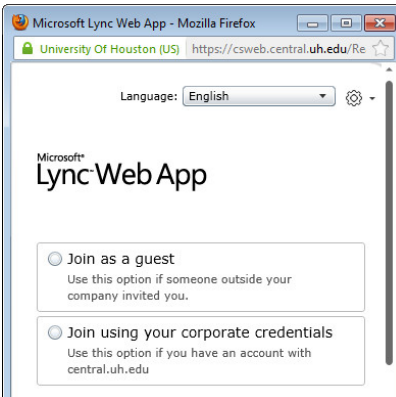 Microsoft Lync Web App - Mozilla Firefox
University Of Houston (US) https://csweb.central.uh.edu/Re
Language: English
Microsoft®
Lync™ Web App
Join as a guest
Use this option if someone outside your
company invited you.
Join using your corporate credentials
Use this option if you have an account with
central.uh.edu